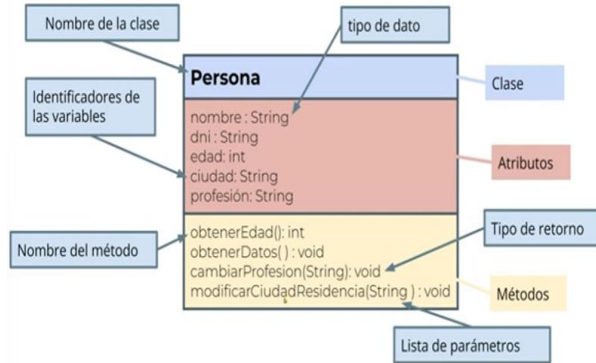 Nombre de la clase
tipo de dato
Persona
Clase
Identificadores de
las variables
nombre : String
dni : String
edad: int
ciudad: String
profesión: String
Atributos
obtenerEdad(): int
obtenerDatos( ) : void
cambiarProfesion(String): void
modificarCiudadResidencia(String ) : void
Tipo de retorno
Nombre del método
Métodos
Lista de parámetros